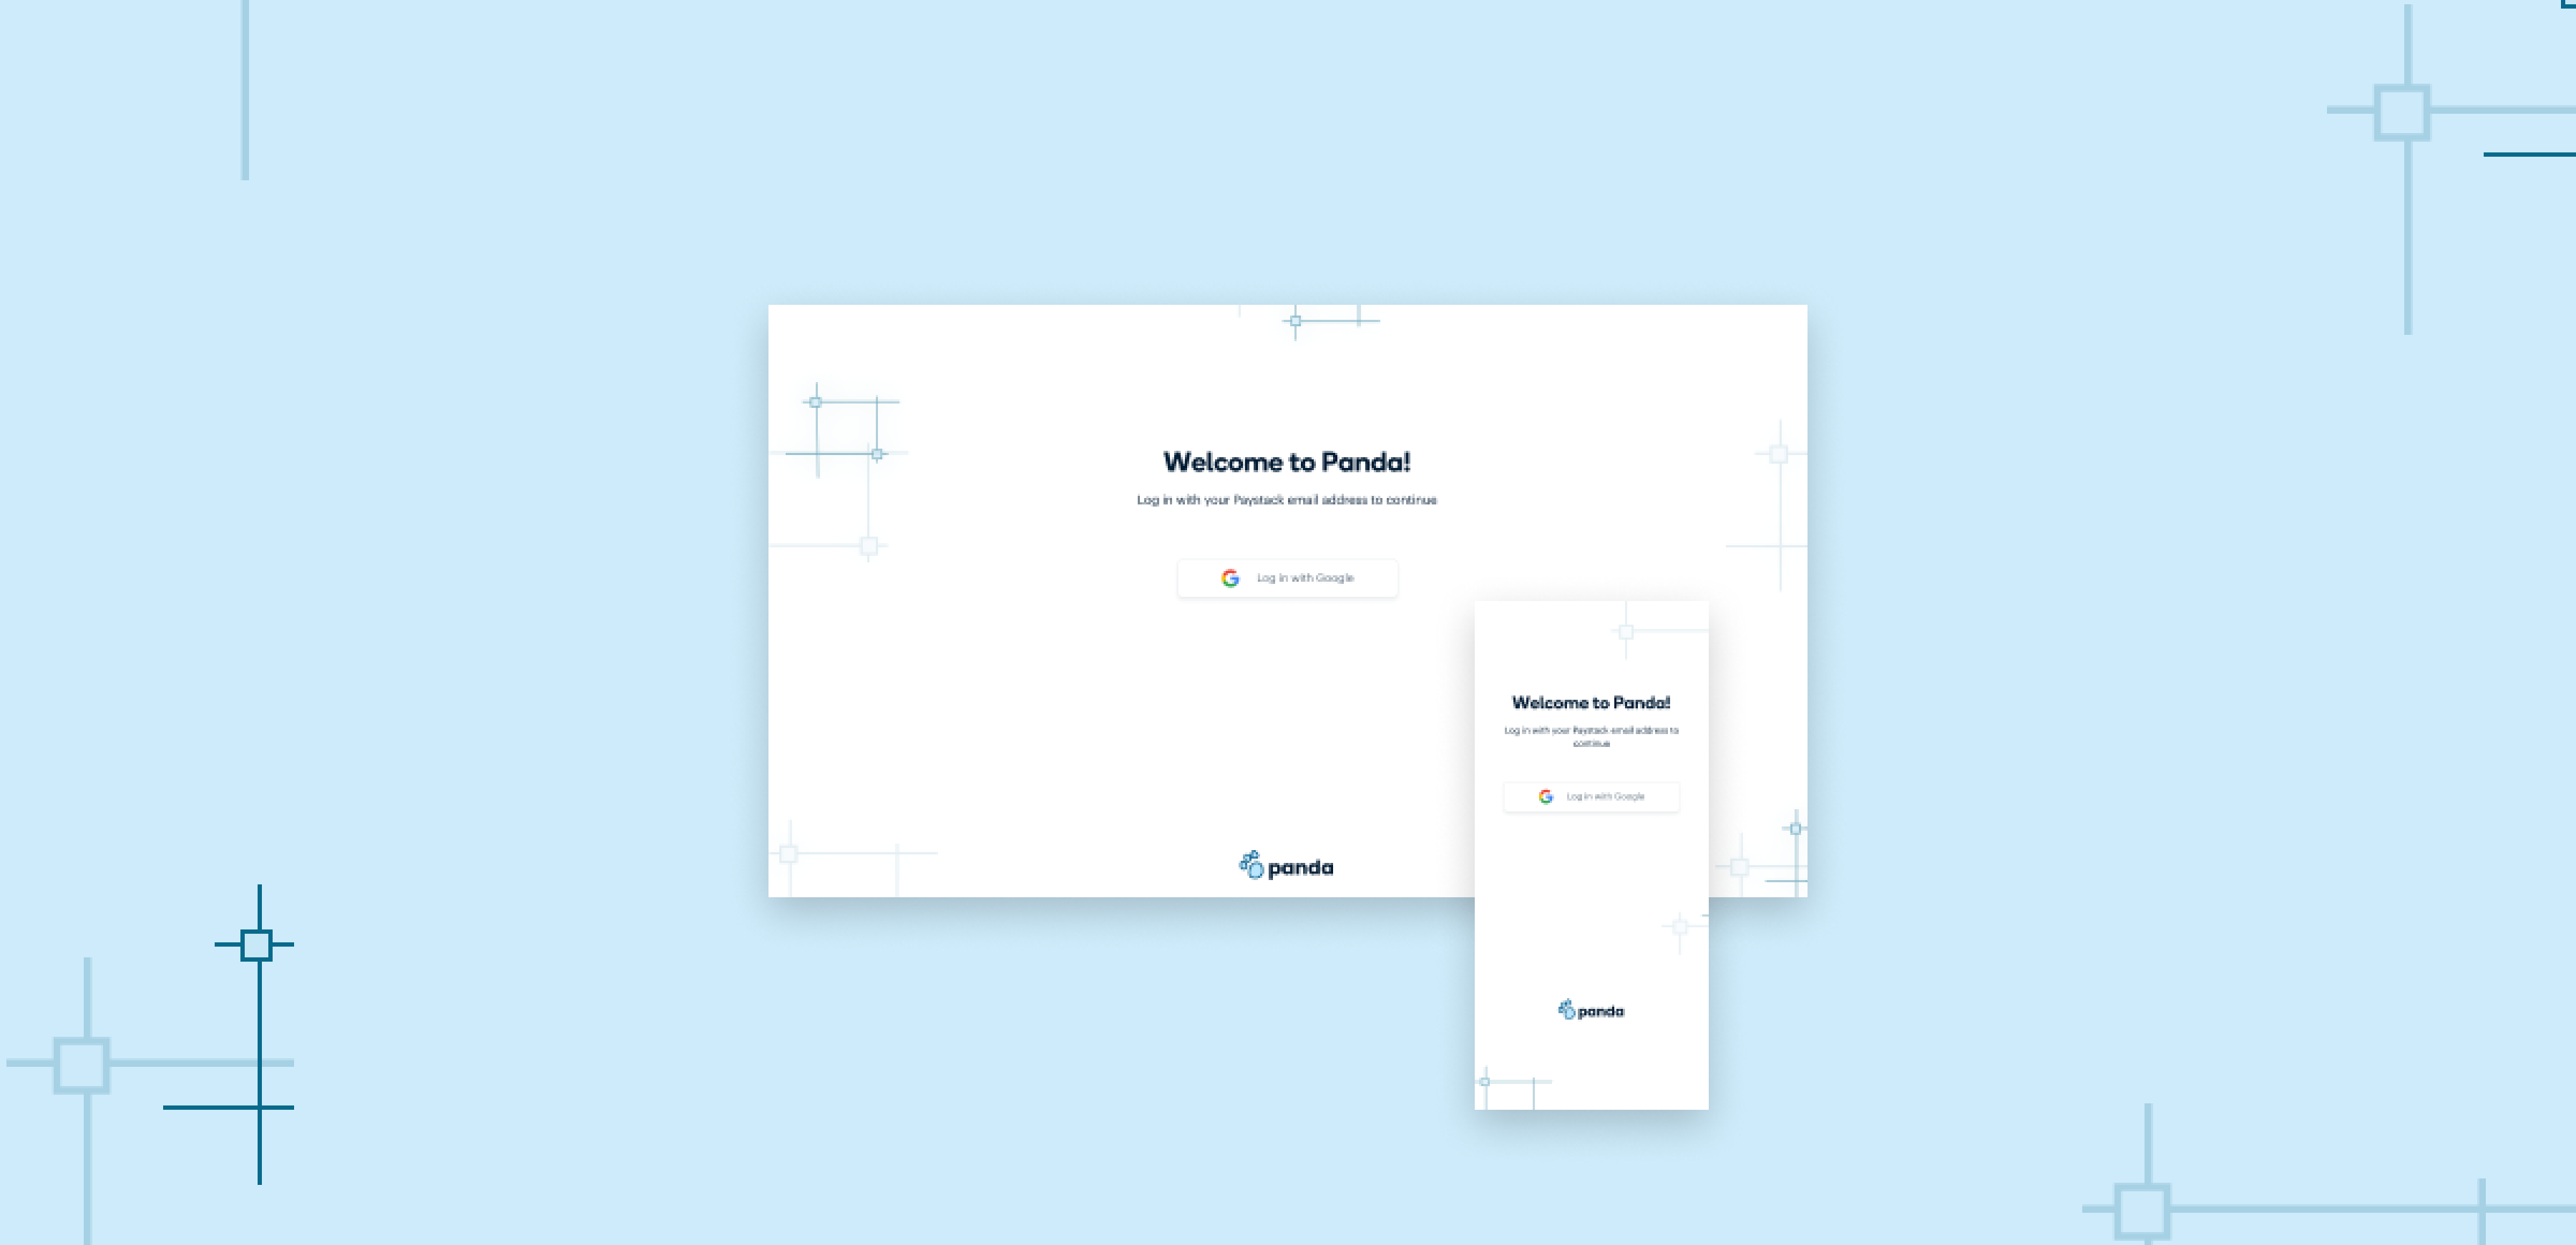 Welcome to Panda!
Log in with your Paystack email address to continue
Log in with Google
panda
Welcome to Panda!
Log in with your Paystack email address to
continue
Log in with Google
panda